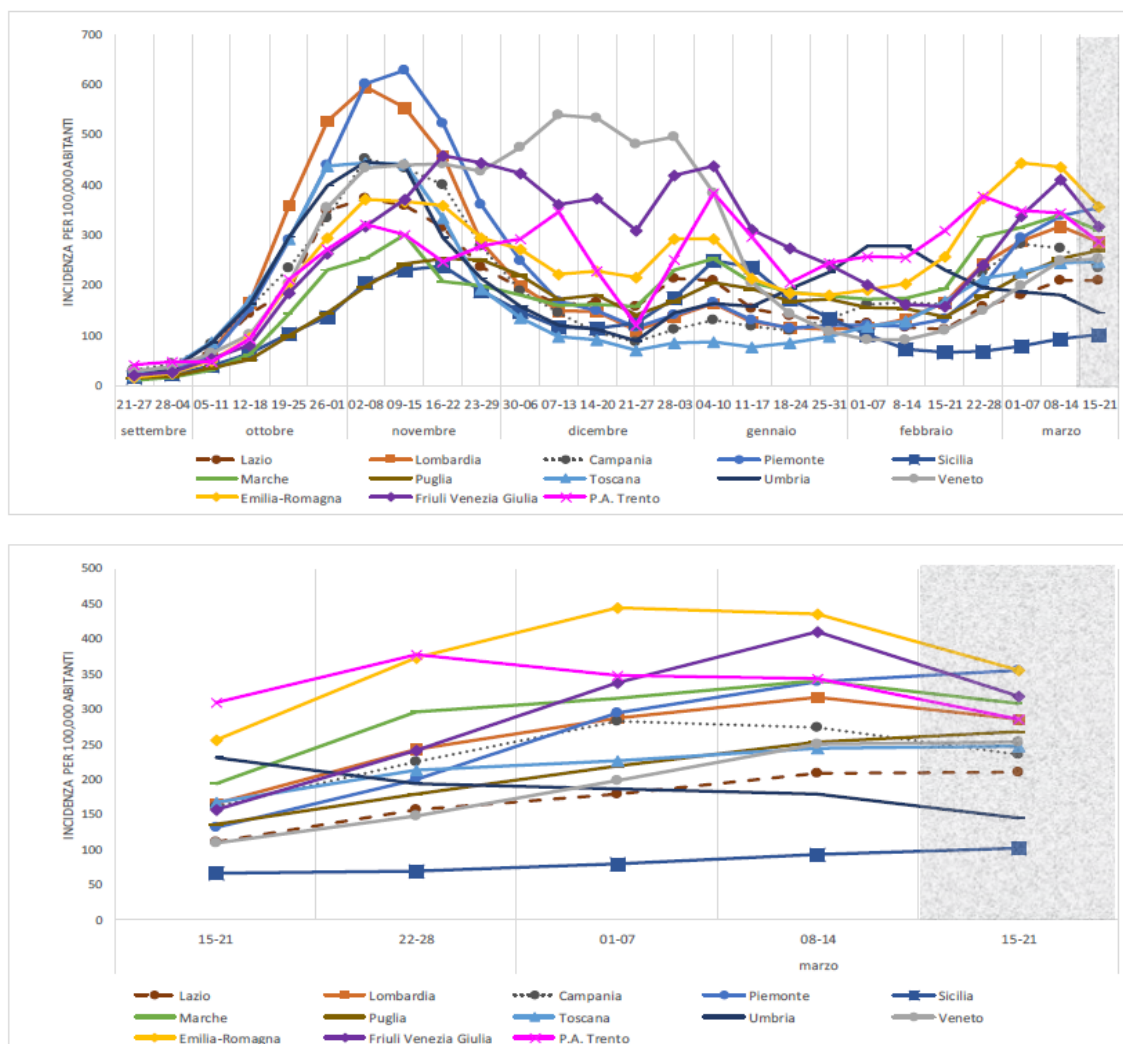 700
600
500
400
300
200
100
0
INCIDENZA PER 100,000 ABITANTI
21-27 28-04 05-11 12-18 19-25 26-01 02-08 09-15 16-22 23-29 30-06 07-13 14-20 21-27 28-03 04-10 11-17 18-24 25-31 01-07 8-14 15-21 22-28 01-07 08-14 15-21
settembre ottobre novembre dicembre gennaio febbraio marzo
Lazio Lombardia Campania Piemonte Sicilia
Marche Puglia Toscana Umbria Veneto
Emilia-Romagna Friuli Venezia Giulia P.A. Trento
500
450
400
350
300
250
200
150
100
50
0
INCIDENZA PER 100,000 ABITANTI
15-21 22-28 01-07 08-14 15-21
marzo
Lazio Lombardia Campania Piemonte Sicilia
Marche Puglia Toscana Umbria Veneto
Emilia-Romagna Friuli Venezia Giulia P.A. Trento